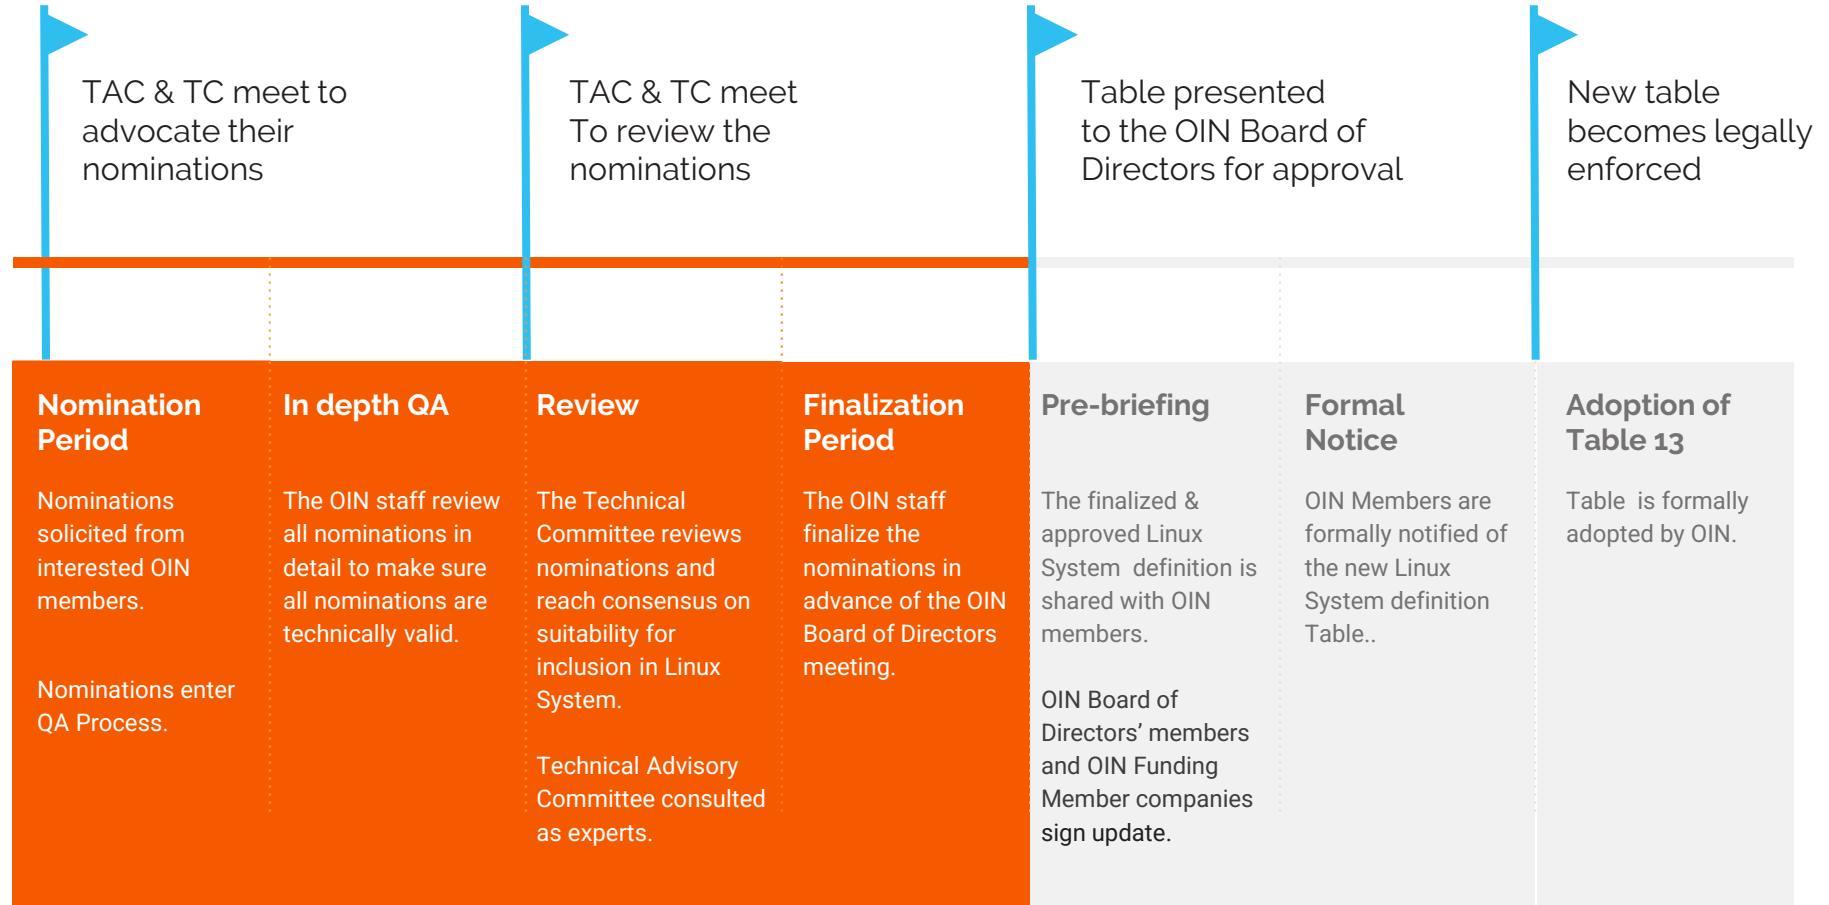 TAC & TC meet to
advocate their
nominations
TAC & TC meet
To review the
nominations
Table presented
to the OIN Board of
Directors for approval
New table
becomes legally
enforced
Nomination
Period
Nominations
solicited from
interested OIN
members.
Nominations enter
QA Process.
In depth QA
The OIN staff review
all nominations in
detail to make sure
all nominations are
technically valid.
Review
The Technical
Committee reviews
nominations and
reach consensus on
suitability for
inclusion in Linux
System.
Technical Advisory
Committee consulted
as experts.
Finalization
Period
The OIN staff
finalize the
nominations in
advance of the OIN
Board of Directors
meeting.
Pre-briefing
The finalized &
approved Linux
System definition is
shared with OIN
members.
OIN Board of
Directors’ members
and OIN Funding
Member companies
sign update.
Formal
Notice
OIN Members are
formally notified of
the new Linux
System definition
Table..
Adoption of
Table 13
Table is formally
adopted by OIN.